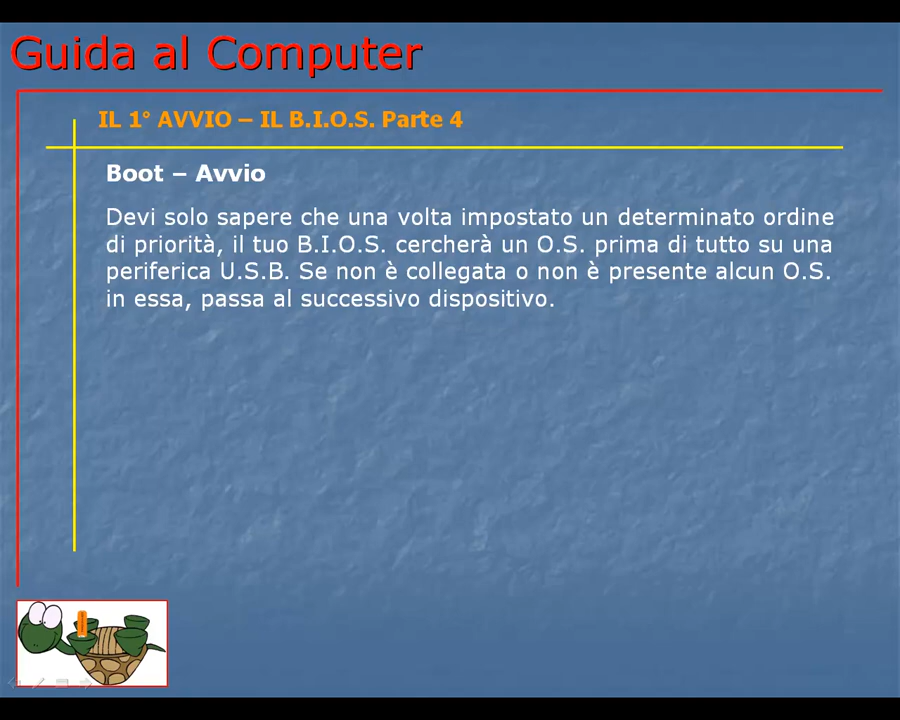 Guida al Computer
IL 1° AVVIO – IL B.I.O.S. Parte 4
Boot – Avvio
Devi solo sapere che una volta impostato un determinato ordine
di priorità, il tuo B.I.O.S. cercherà un O.S. prima di tutto su una
periferica U.S.B. Se non è collegata o non è presente alcun O.S.
in essa, passa al successivo dispositivo.